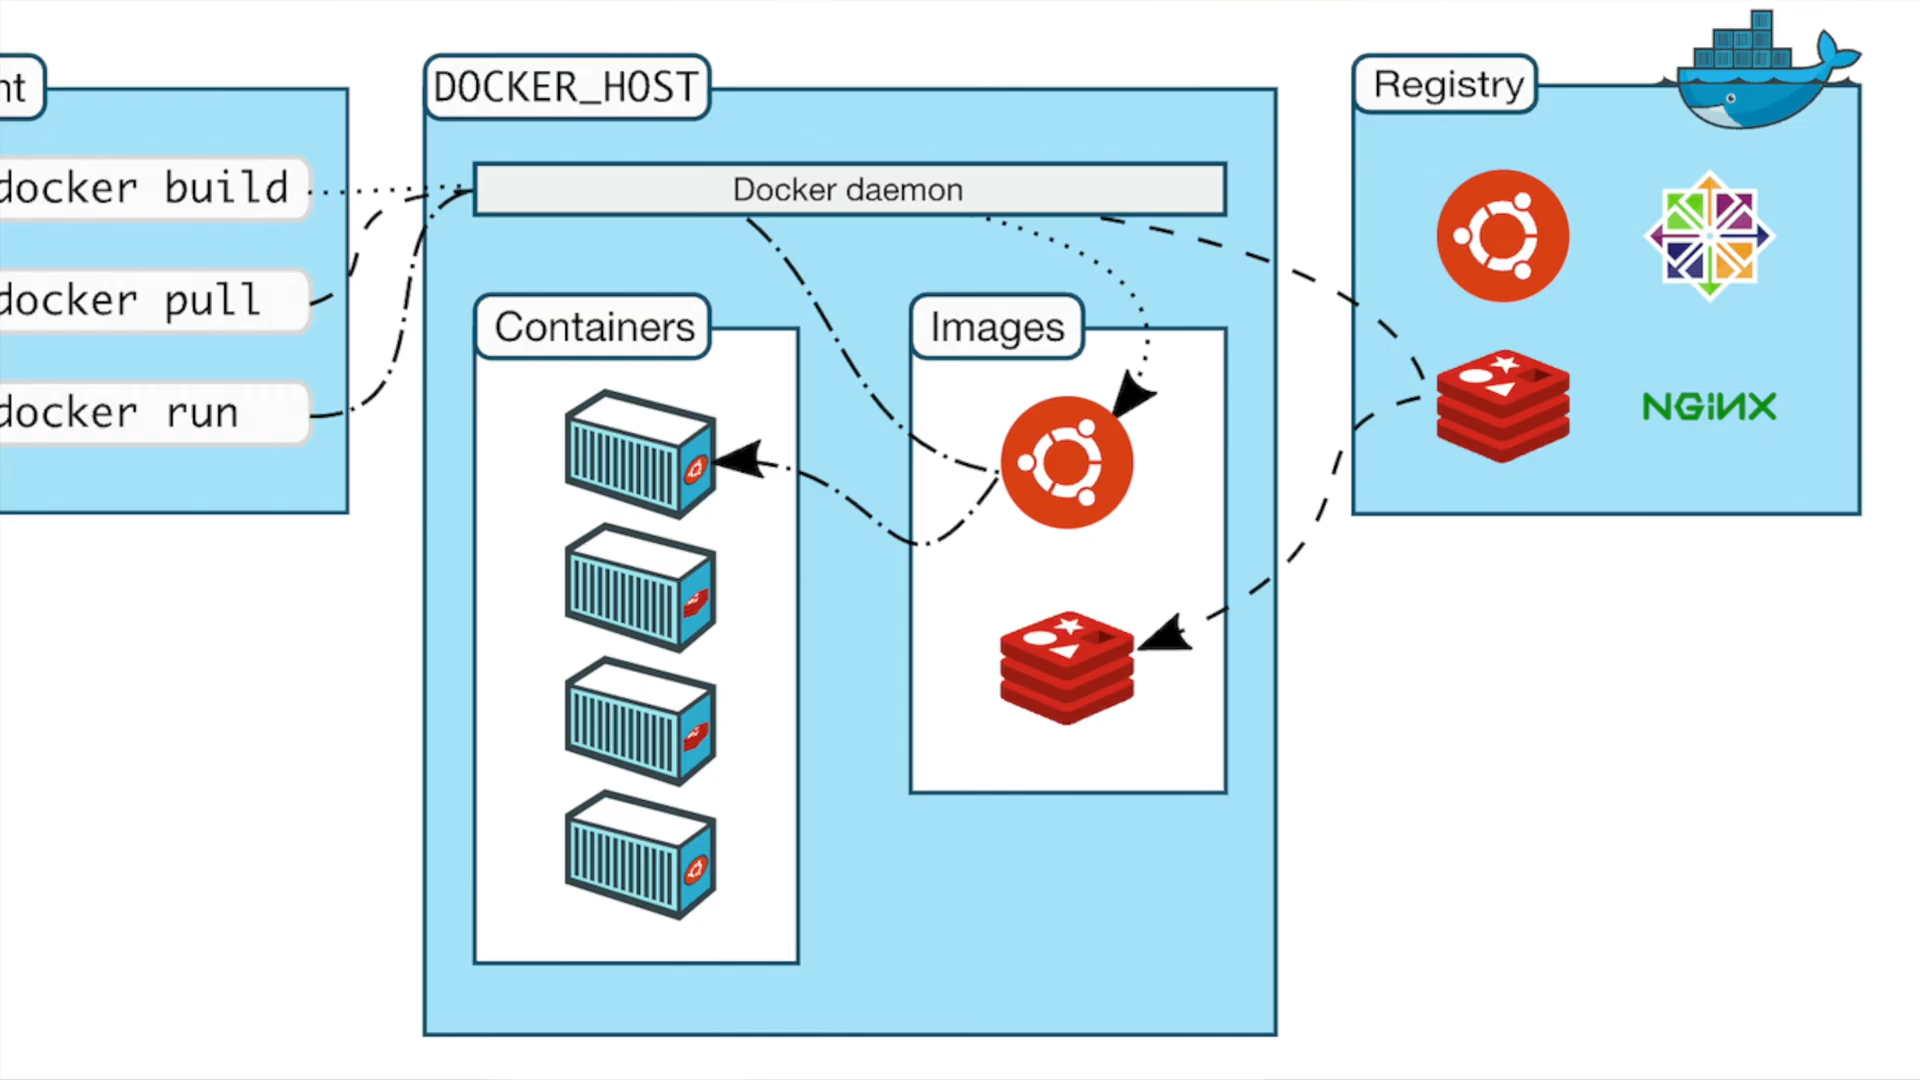 nt
docker build
docker pull
docker run
DOCKER_HOST
Docker daemon
Containers
Images
Registry
NGINX